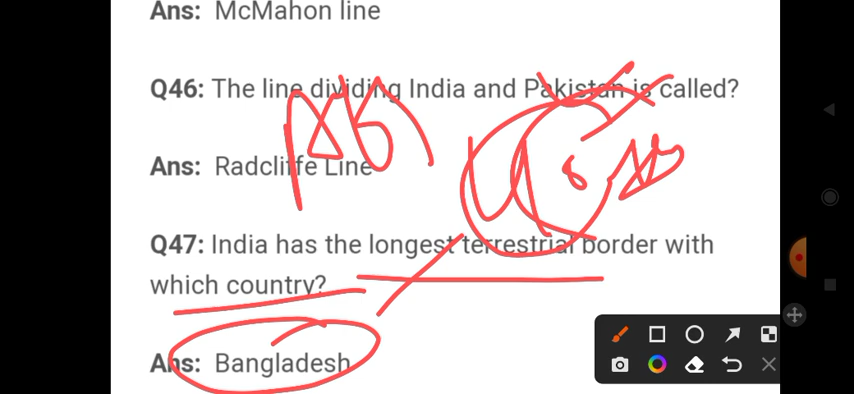 Ans: McMahon line
Q46: The line dividing India and Pakistan is called?
Ans: Radcliffe Line
Q47: India has the longest terrestrial border with
which country?
Ans: Bangladesh